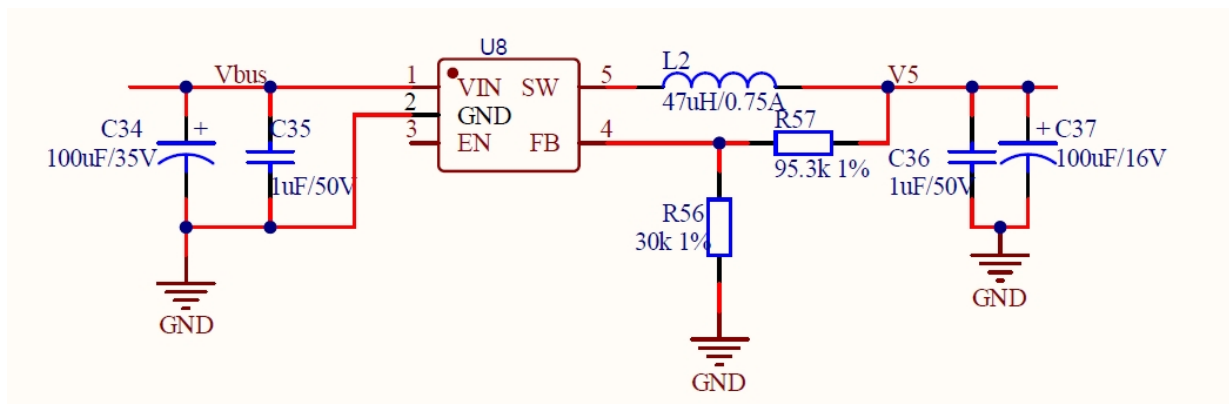 U8
L2
Vbus
1
VIN
SW
5
47uH/0.75A
V5
2
GND
C34
+
C35
3
EN
FB
4
R57
+
C37
100uF/35V
95.3k 1%
C36
100uF/16V
1uF/50V
1uF/50V
R56
30k 1%
GND
GND
GND